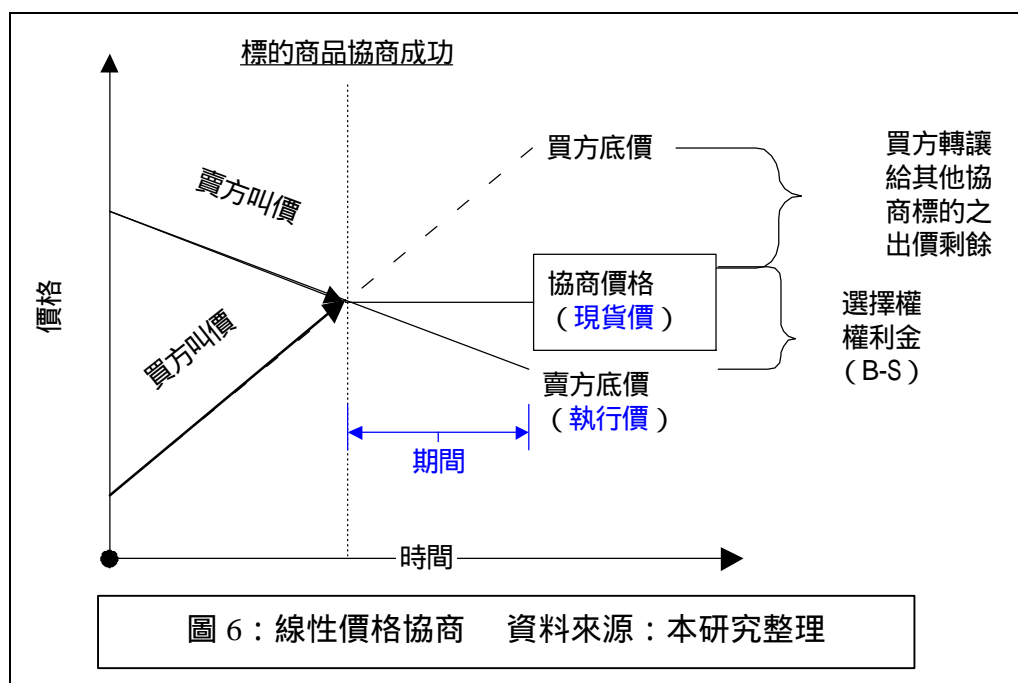 標的商品協商成功
買方底價
買方轉讓
給其他協
商標的之
出價剩餘
賣方叫價
協商價格
（現貨價）
價格
買方叫價
選擇權
權利金
（B-S）
賣方底價
（執行價）
期間
時間
圖 6：線性價格協商 資料來源：本研究整理